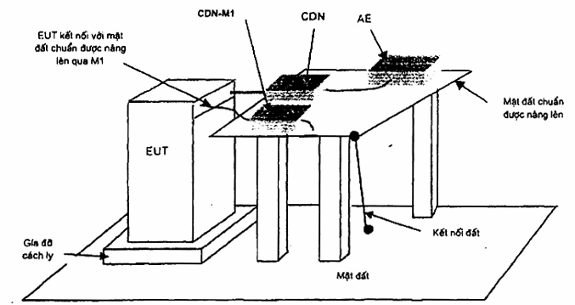 CDN-M1
CDN
AE
EUT kết nối với mặt
đất chuẩn được nâng
lên qua M1
Mặt đất chuẩn
được nâng lên
EUT
Gía đỡ
cách ly
Kết nối đất
Mặt đất